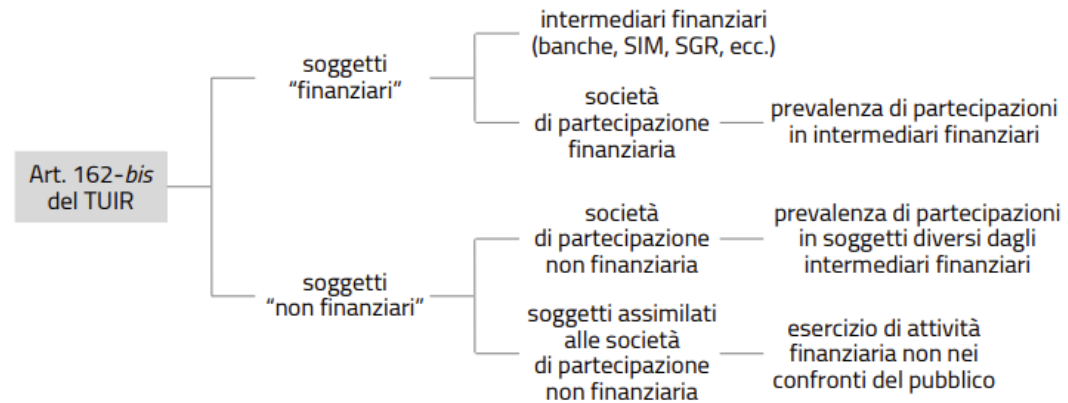 Art. 162-bis
del TUIR
soggetti
“finanziari”
intermediari finanziari
(banche, SIM, SGR, ecc.)
società
di partecipazione
finanziaria
prevalenza di partecipazioni
in intermediari finanziari
soggetti
“non finanziari”
società
di partecipazione
non finanziaria
prevalenza di partecipazioni
in soggetti diversi dagli
intermediari finanziari
soggetti assimilati
alle società
di partecipazione
non finanziaria
esercizio di attività
finanziaria non nei
confronti del pubblico